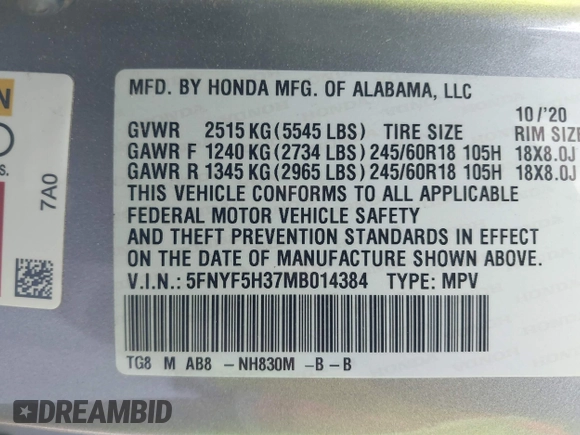 MFD. BY HONDA MFG. OF ALABAMA, LLC
10/'20
GVWR 2515 KG (5545 LBS) TIRE SIZE RIM SIZE
GAWR F 1240 KG (2734 LBS) 245/60R18 105H 18X8.0J
GAWR R 1345 KG (2965 LBS) 245/60R18 105H 18X8.0J
THIS VEHICLE CONFORMS TO ALL APPLICABLE
FEDERAL MOTOR VEHICLE SAFETY
AND THEFT PREVENTION STANDARDS IN EFFECT
ON THE DATE OF MANUFACTURE SHOWN ABOVE.
V.I.N.: 5FNYF5H37MB014384 TYPE: MPV
TG8 M AB8 -NH830M -B-B
7A0
DREAMBID